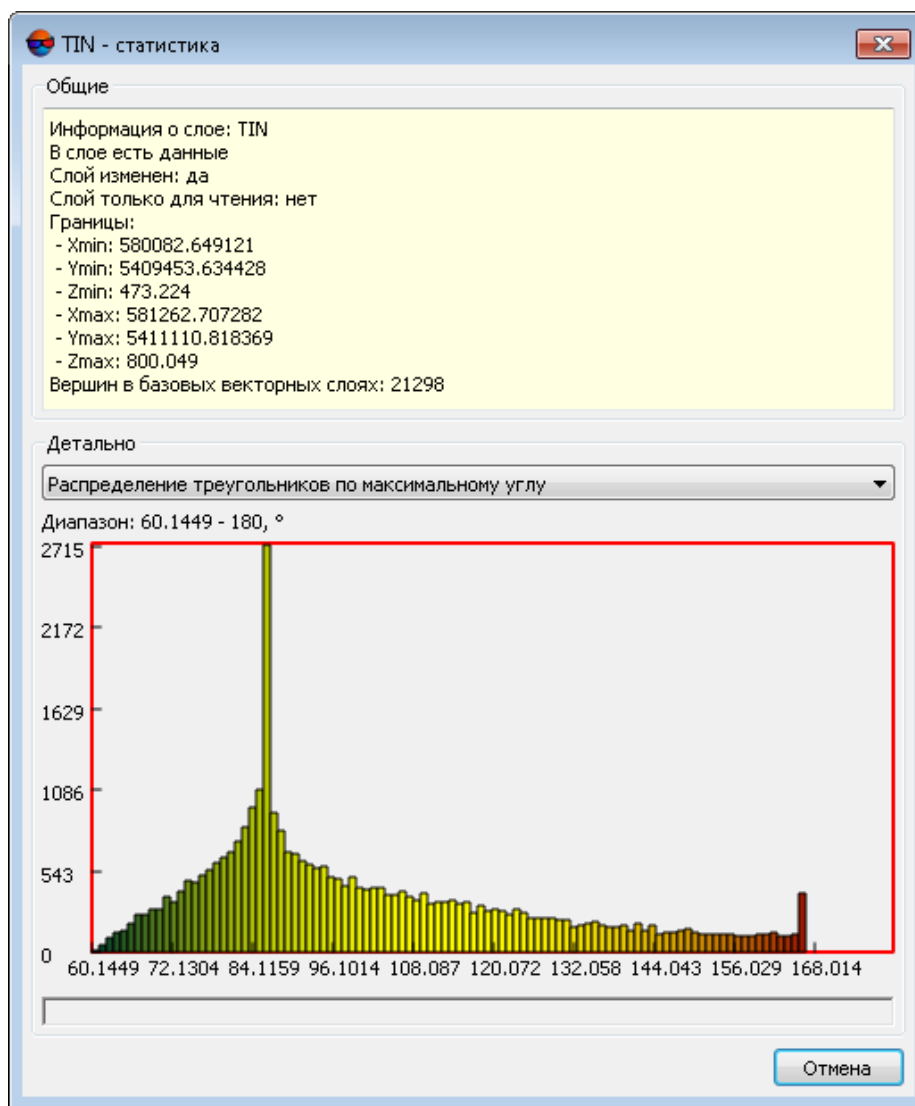 TIN - статистика
Общие
Информация о слое: TIN
В слое есть данные
Слой изменен: да
Слой только для чтения: нет
Границы:
- Xmin: 580082.649121
- Ymin: 5409453.634428
- Zmin: 473.224
- Xmax: 581262.707282
- Ymax: 5411110.818369
- Zmax: 800.049
Вершин в базовых векторных слоях: 21298
Детально
Распределение треугольников по максимальному углу
Диапазон: 60.1449 - 180, °
2715
2172
1629
1086
543
0
60.1449 72.1304 84.1159 96.1014 108.087 120.072 132.058 144.043 156.029 168.014
Отмена